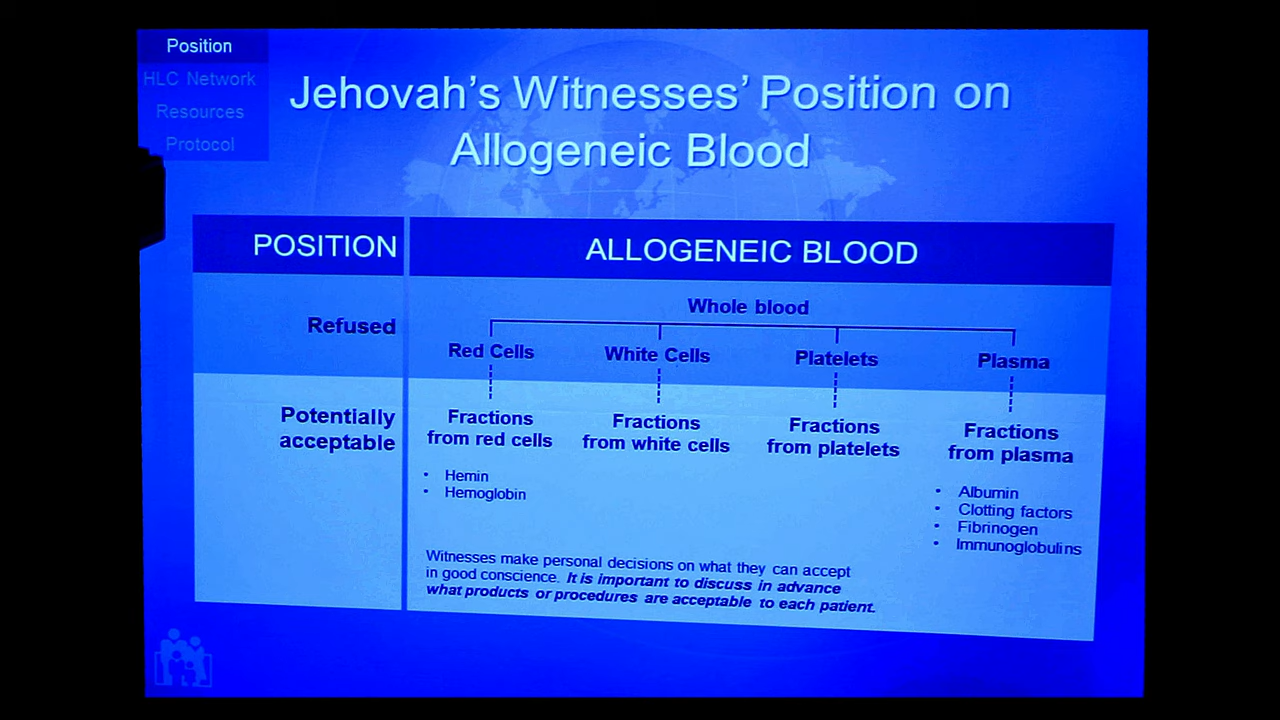 Position
HLC Network
Resources
Protocol
Jehovah's Witnesses' Position on
Allogeneic Blood
POSITION
ALLOGENEIC BLOOD
Refused
Whole blood
Red Cells
White Cells
Platelets
Plasma
Potentially
acceptable
Fractions
from red cells
Fractions
from white cells
Fractions
from platelets
Fractions
from plasma
• Hemin
• Hemoglobin
• Albumin
• Clotting factors
• Fibrinogen
• Immunoglobulins
Witnesses make personal decisions on what they can accept
in good conscience. It is important to discuss in advance
what products or procedures are acceptable to each patient.